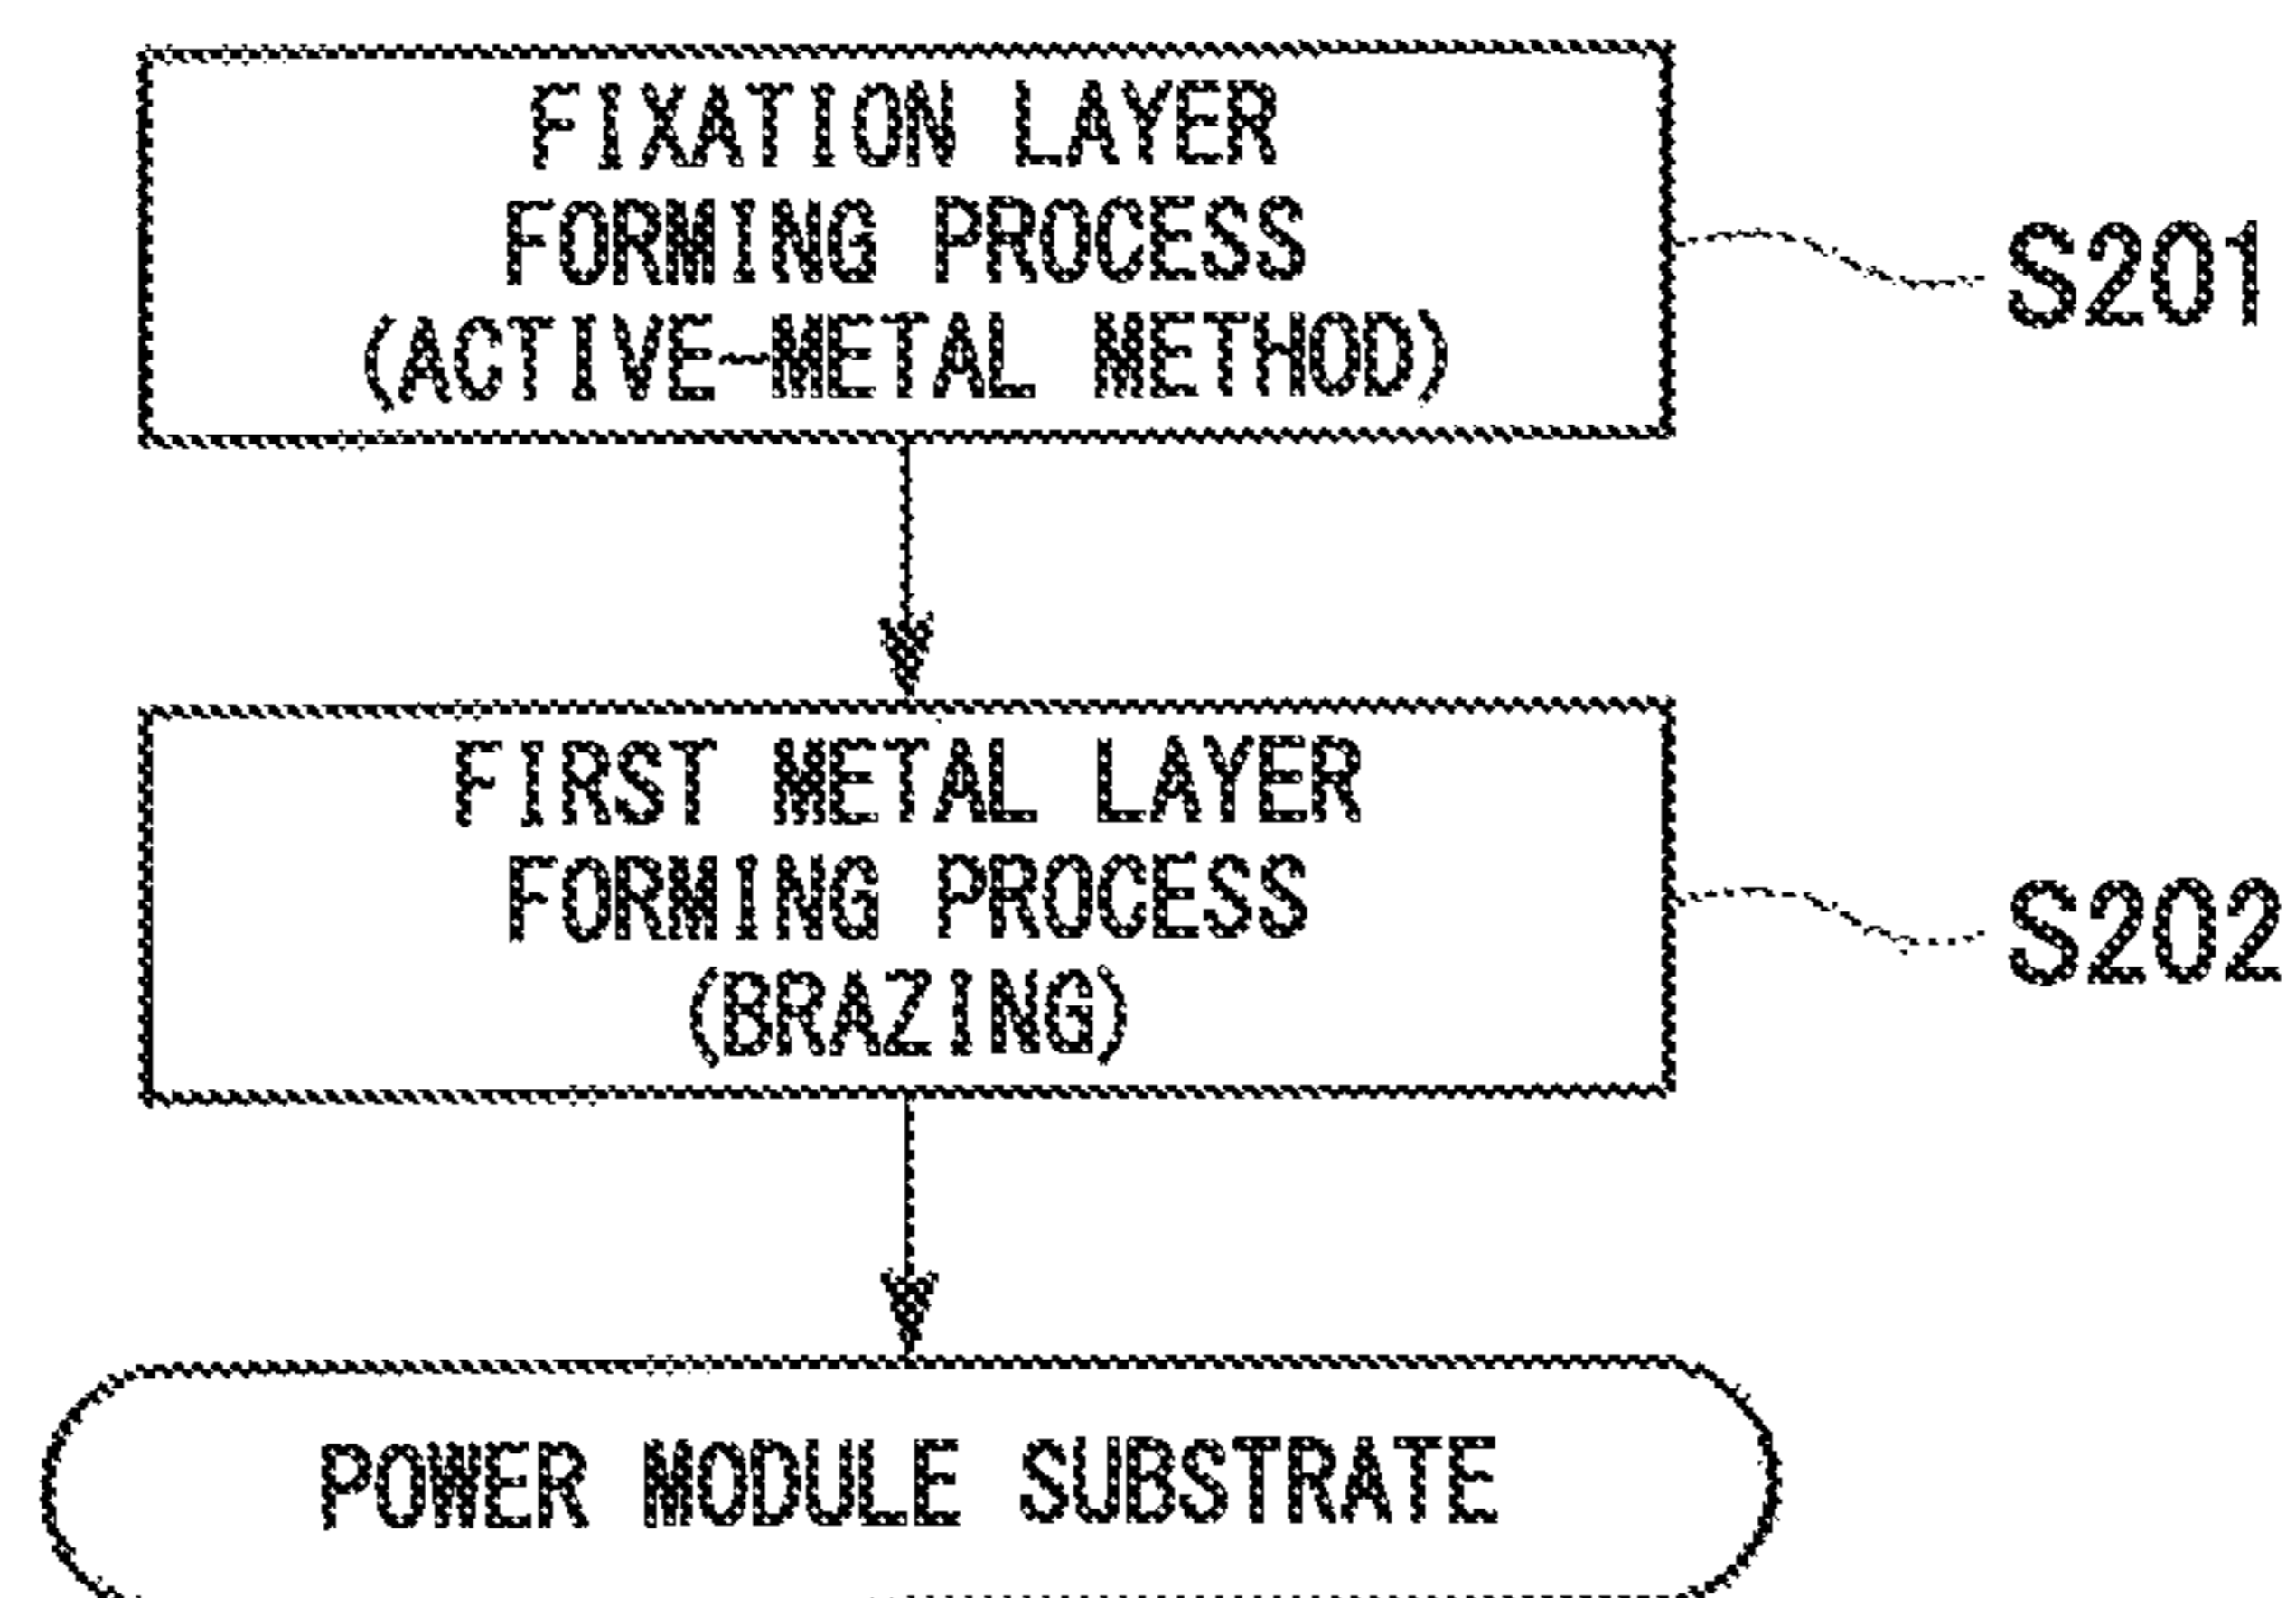 FIXATION LAYER
FORMING PROCESS
(ACTIVE-METAL METHOD)
S201
FIRST METAL LAYER
FORMING PROCESS
(BRAZING)
S202
POWER MODULE SUBSTRATE